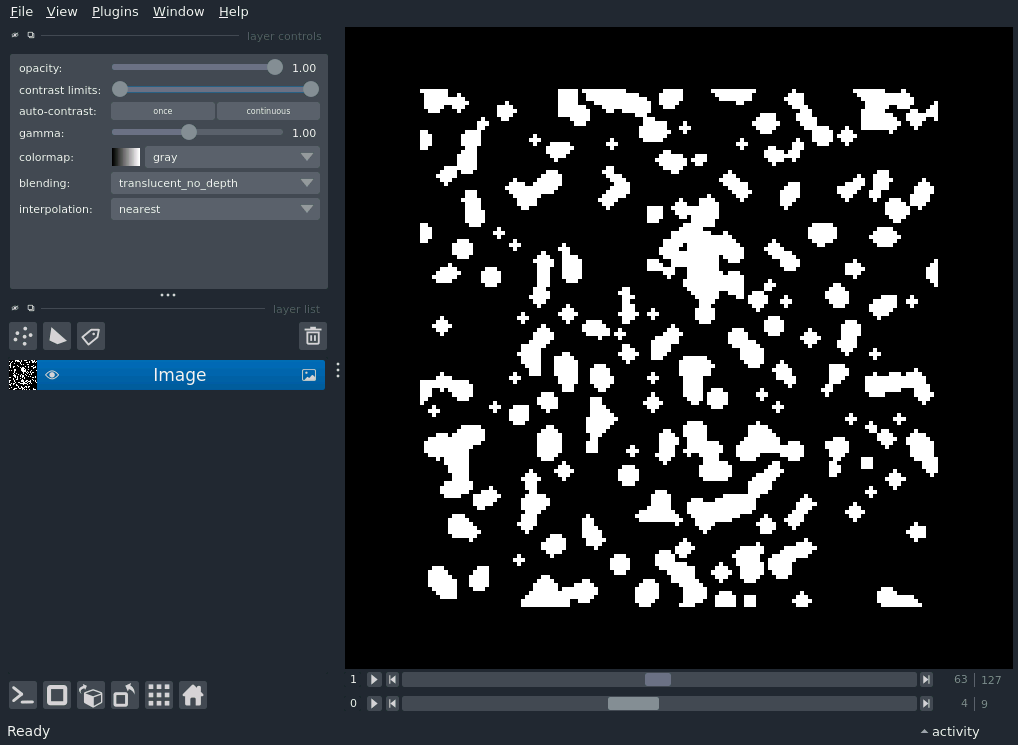 File View Plugins Window Help
layer controls
opacity: 1.00
contrast limits:
auto-contrast: once continuous
gamma: 1.00
colormap: gray
blending: translucent_no_depth
interpolation: nearest
layer list
Image
1 63 127
0 4 9
Ready activity